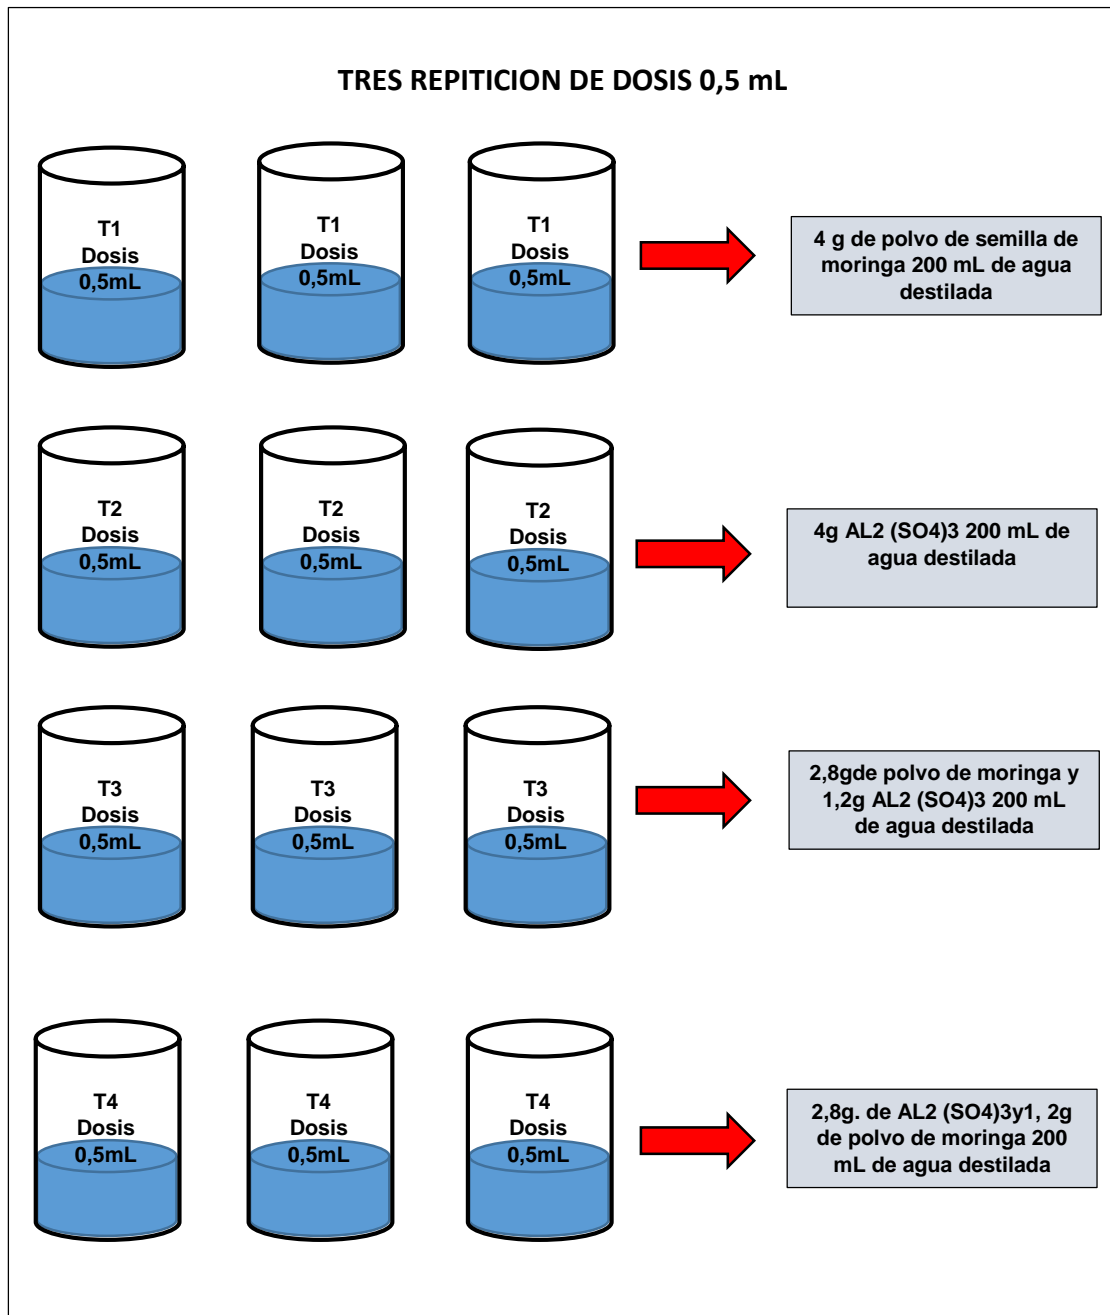 TRES REPITICION DE DOSIS 0,5 mL
T1
Dosis
0,5mL
T1
Dosis
0,5mL
T1
Dosis
0,5mL
4 g de polvo de semilla de
moringa 200 mL de agua
destilada
T2
Dosis
0,5mL
T2
Dosis
0,5mL
T2
Dosis
0,5mL
4g AL2 (SO4)3 200 mL de
agua destilada
T3
Dosis
0,5mL
T3
Dosis
0,5mL
T3
Dosis
0,5mL
2,8gde polvo de moringa y
1,2g AL2 (SO4)3 200 mL
de agua destilada
T4
Dosis
0,5mL
T4
Dosis
0,5mL
T4
Dosis
0,5mL
2,8g. de AL2 (SO4)3y1, 2g
de polvo de moringa 200
mL de agua destilada